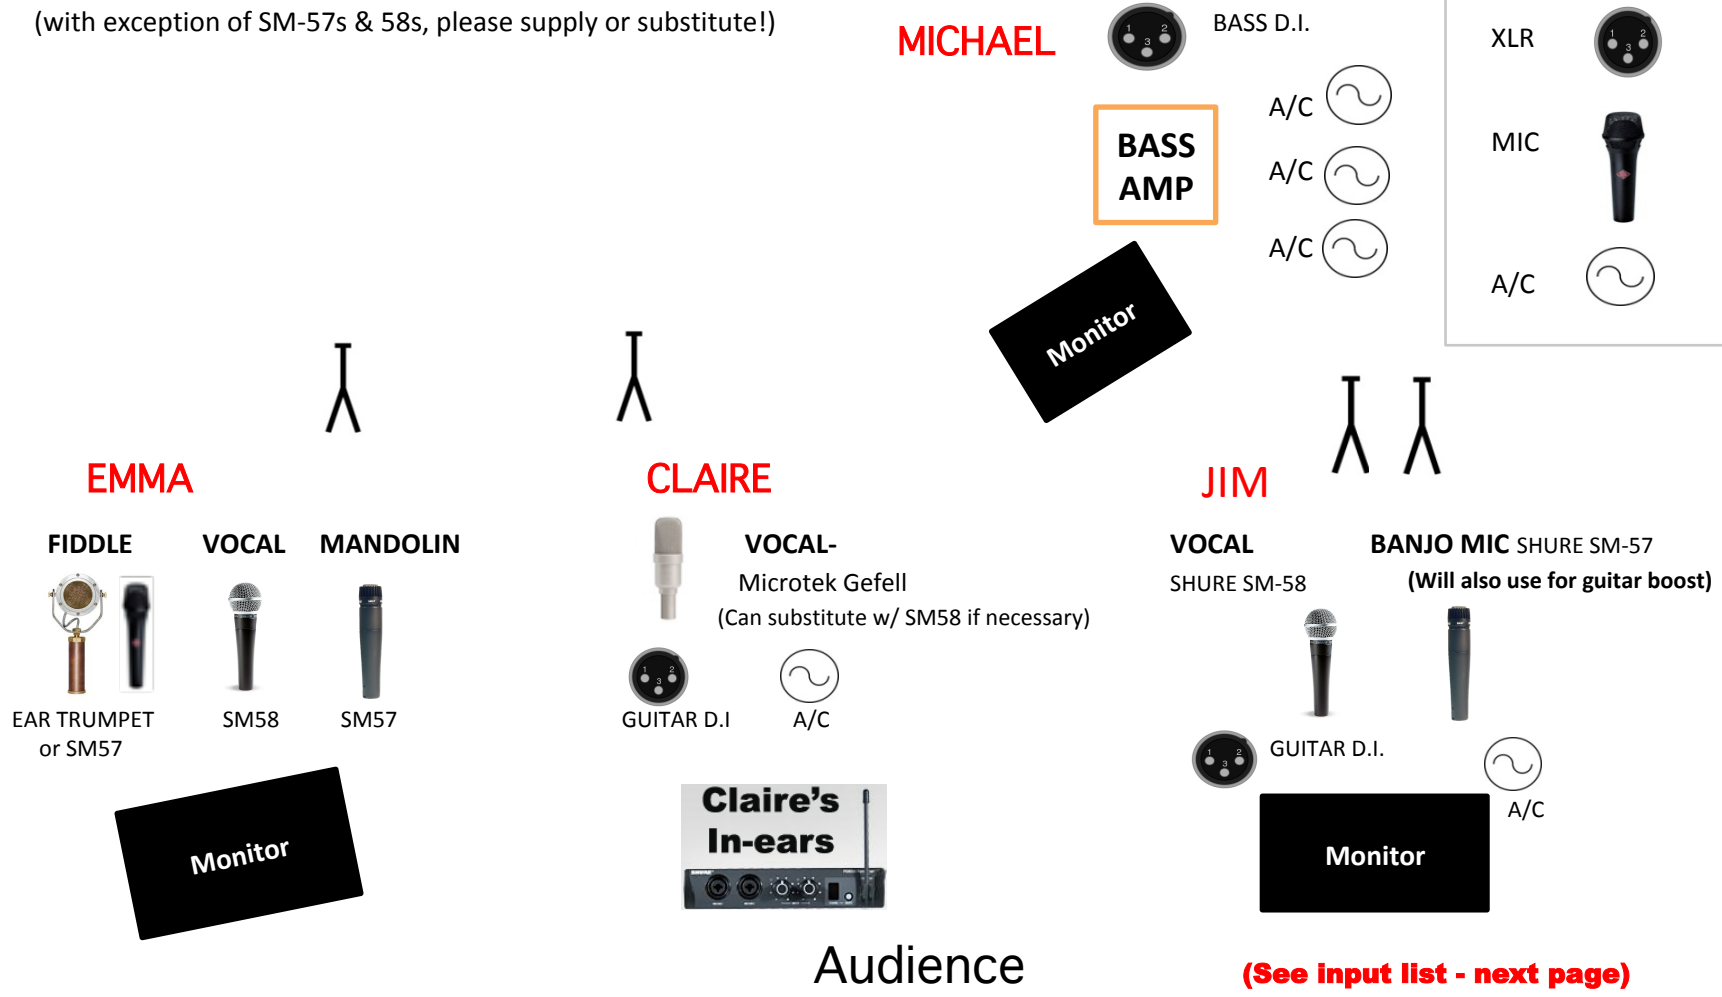 (with exception of SM-57s & 58s, please supply or substitute!)
MICHAEL
BASS D.I.
XLR
A/C
BASS
AMP
A/C
A/C
MIC
A/C
Monitor
EMMA
CLAIRE
JIM
FIDDLE
VOCAL
MANDOLIN
EAR TRUMPET
or SM57
SM58
SM57
Monitor
VOCAL-
Microtek Gefell
(Can substitute w/ SM58 if necessary)
GUITAR D.I
A/C
Claire's
In-ears
VOCAL
SHURE SM-58
BANJO MIC SHURE SM-57
(Will also use for guitar boost)
GUITAR D.I.
A/C
Monitor
Audience
(See input list - next page)